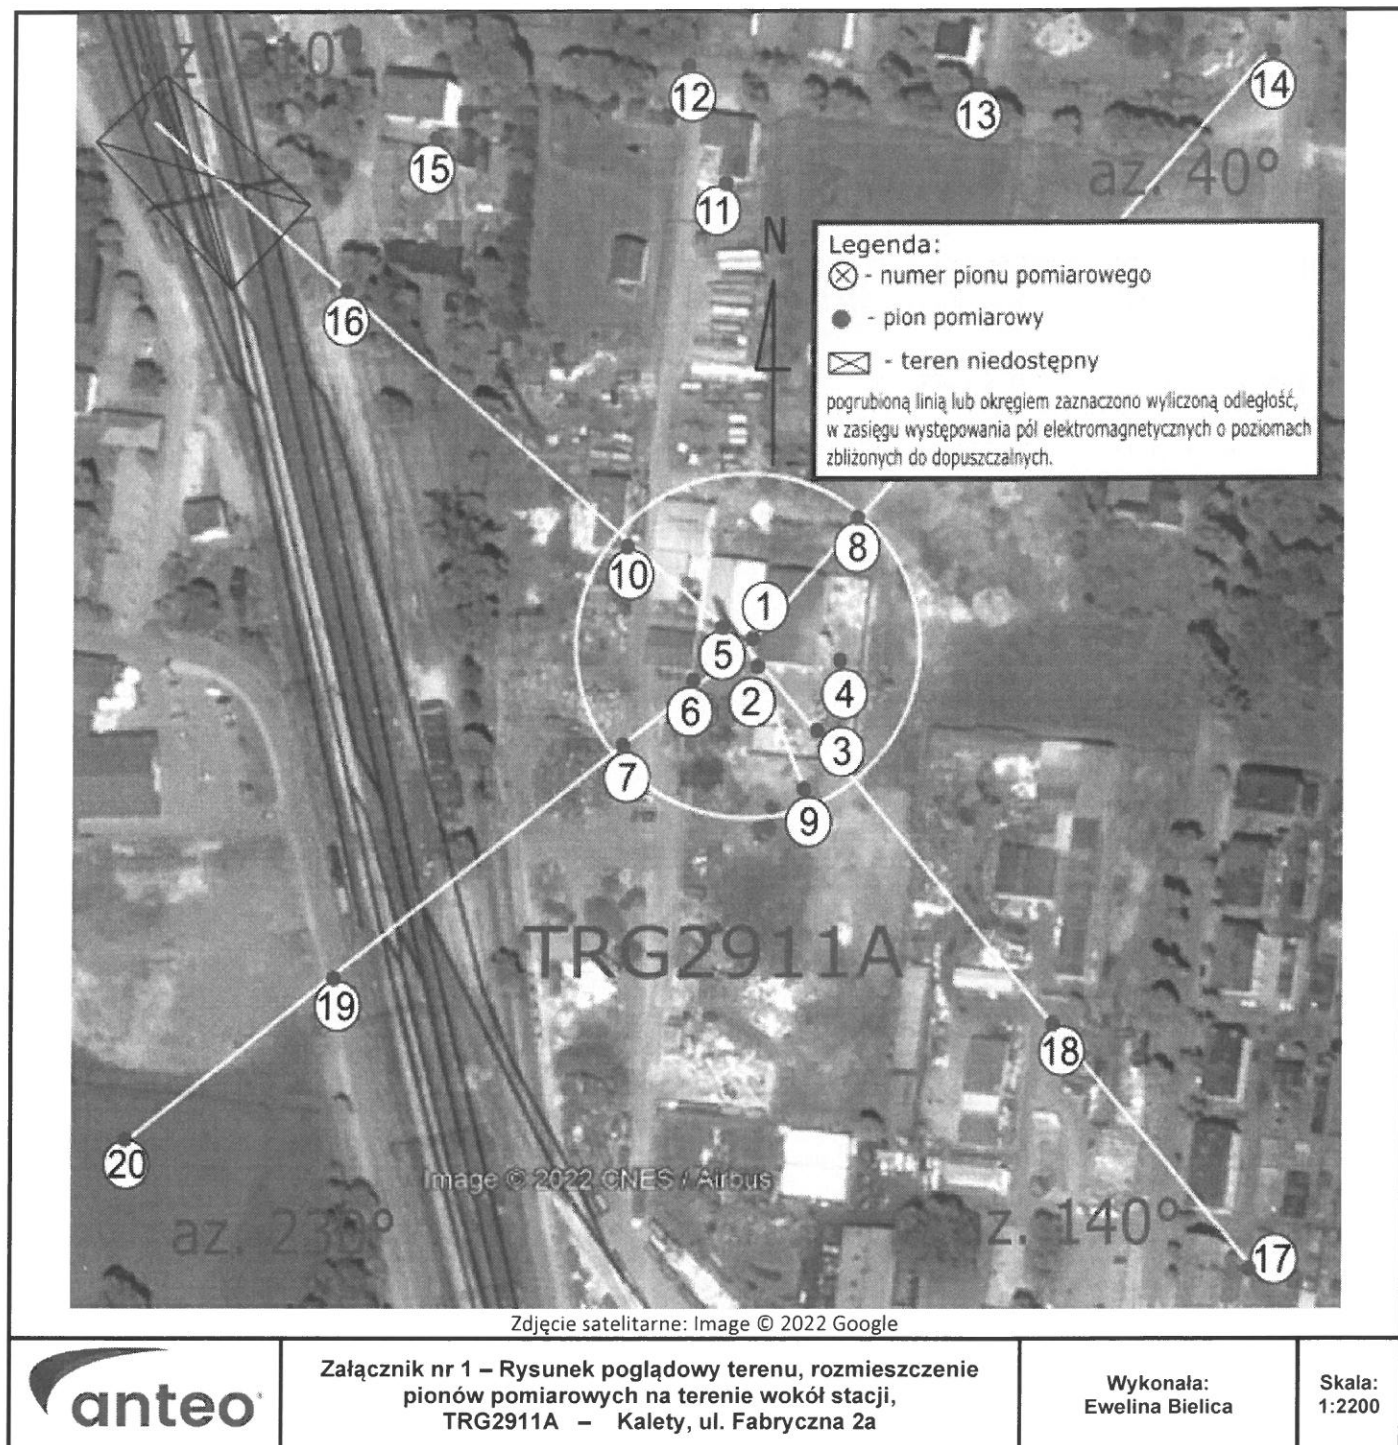 az. 310°
12
14
13
15
az. 40°
11
N
Legenda:
- numer pionu pomiarowego
- pion pomiarowy
- teren niedostępny
pogrubioną linią lub okręgiem zaznaczono wyliczoną odległość,
w zasięgu występowania pól elektromagnetycznych o poziomach
zbliżonych do dopuszczalnych.
16
8
10
1
5
4
6
2
3
7
9
TRG2911A
19
18
20
Image © 2022 CNES / Airbus
az. 230°
az. 140°
17
Zdjęcie satelitarne: Image © 2022 Google
anteo
Załącznik nr 1 – Rysunek poglądowy terenu, rozmieszczenie
pionów pomiarowych na terenie wokół stacji,
TRG2911A – Kalety, ul. Fabryczna 2a
Wykonała:
Ewelina Bielica
Skala:
1:2200